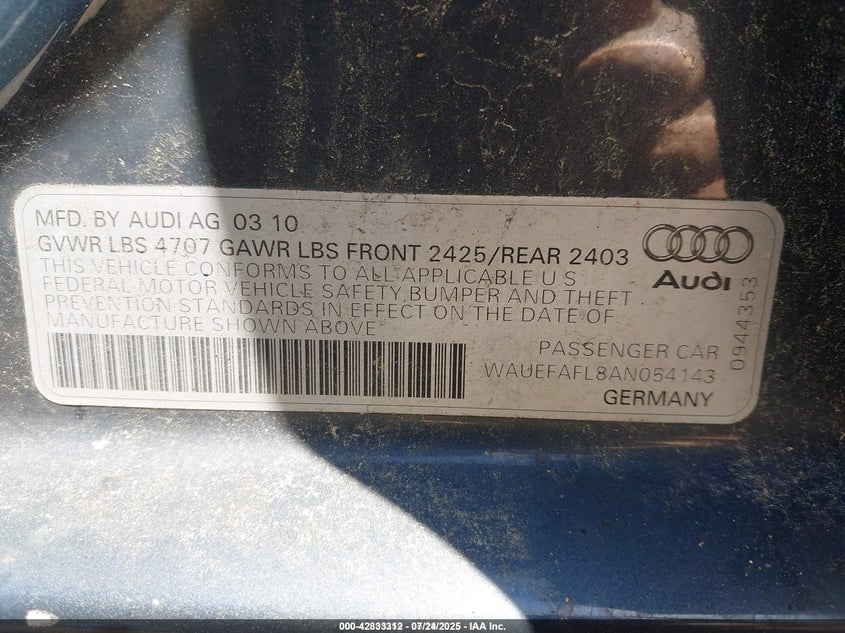 MFD. BY AUDI AG 03 10
GVWR LBS 4707 GAWR LBS FRONT 2425/REAR 2403
THIS VEHICLE CONFORMS TO ALL APPLICABLE U S
FEDERAL MOTOR VEHICLE SAFETY, BUMPER AND THEFT
PREVENTION STANDARDS IN EFFECT ON THE DATE OF
MANUFACTURE SHOWN ABOVE
Audi
0944353
PASSENGER CAR
WAUEFAFL8AN054143
GERMANY
000-42833312 - 07/24/2025 - IAA Inc.